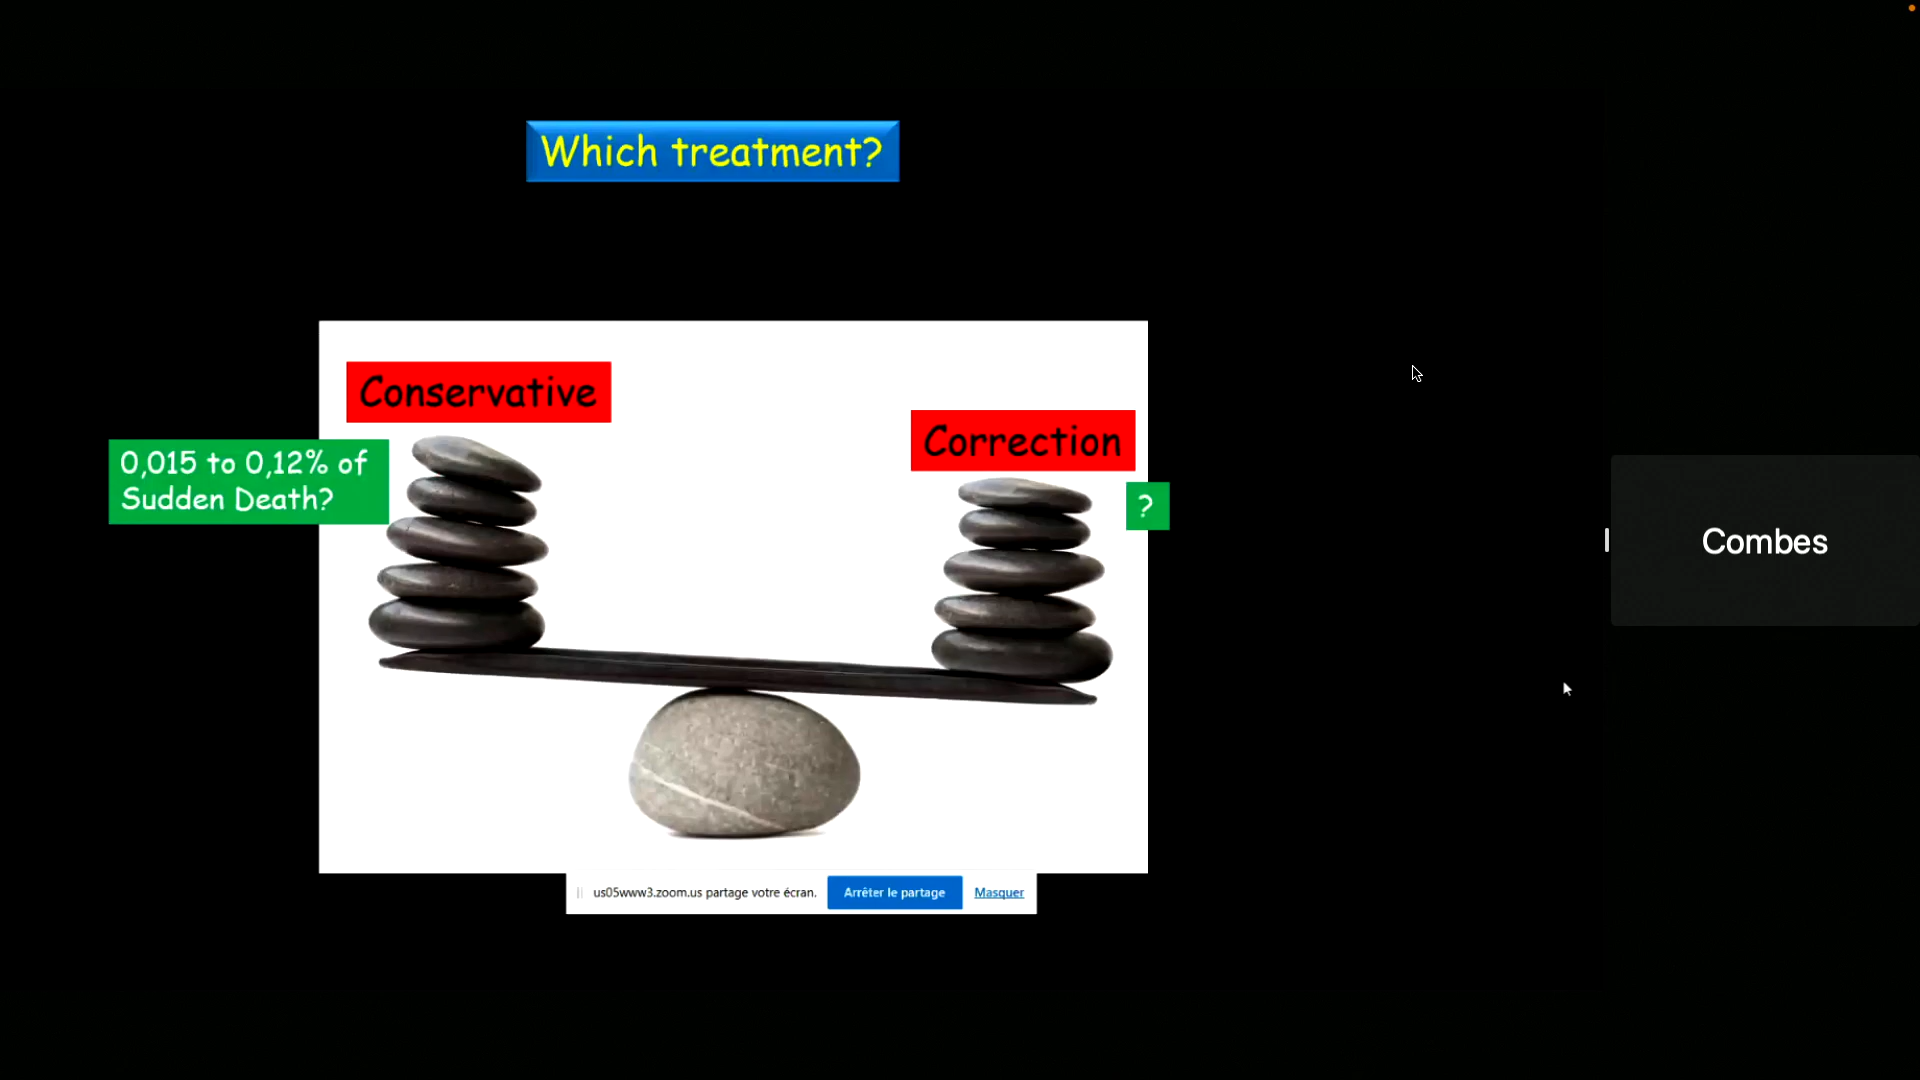 Which treatment?
Conservative
Correction
0,015 to 0,12% of
Sudden Death?
?
Combes
us05www3.zoom.us partage votre écran.
Arrêter le partage
Masquer